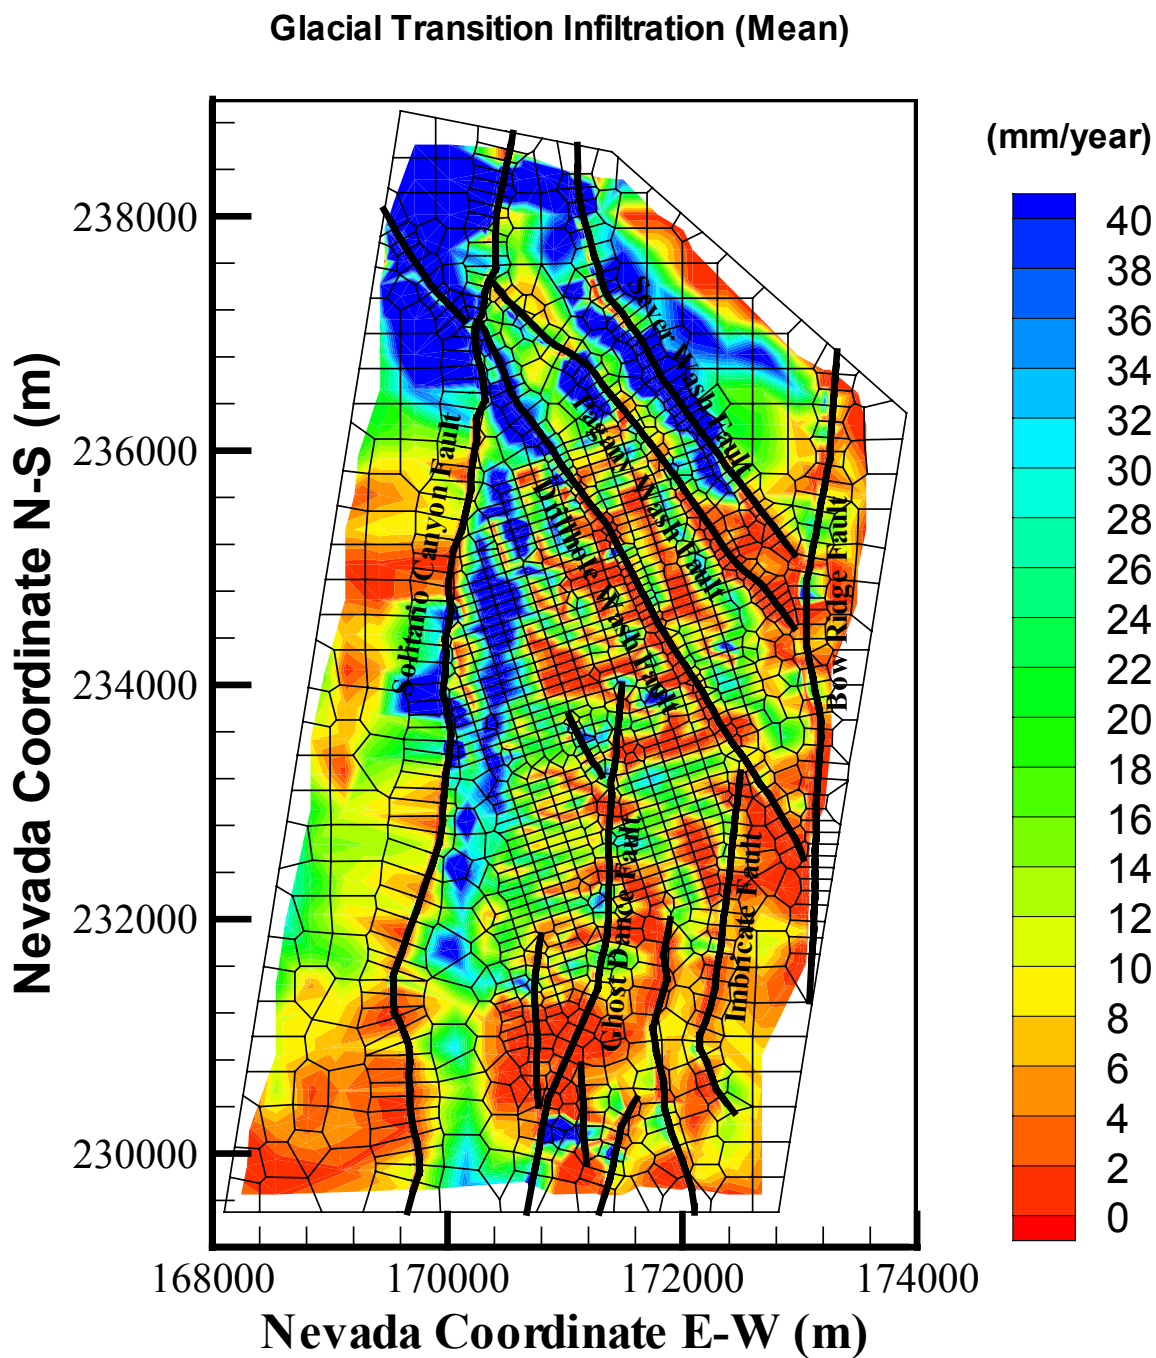 Glacial Transition Infiltration (Mean)
(mm/year)
40
38
36
34
32
30
28
26
24
22
20
18
16
14
12
10
8
6
4
2
0
Nevada Coordinate N-S (m)
238000
236000
234000
232000
230000
Sever Wash Fault
Pagany Wash Fault
Drillhole Wash Fault
Solitario Canyon Fault
Bow Ridge Fault
Ghost Dance Fault
Imbricate Fault
168000 170000 172000 174000
Nevada Coordinate E-W (m)